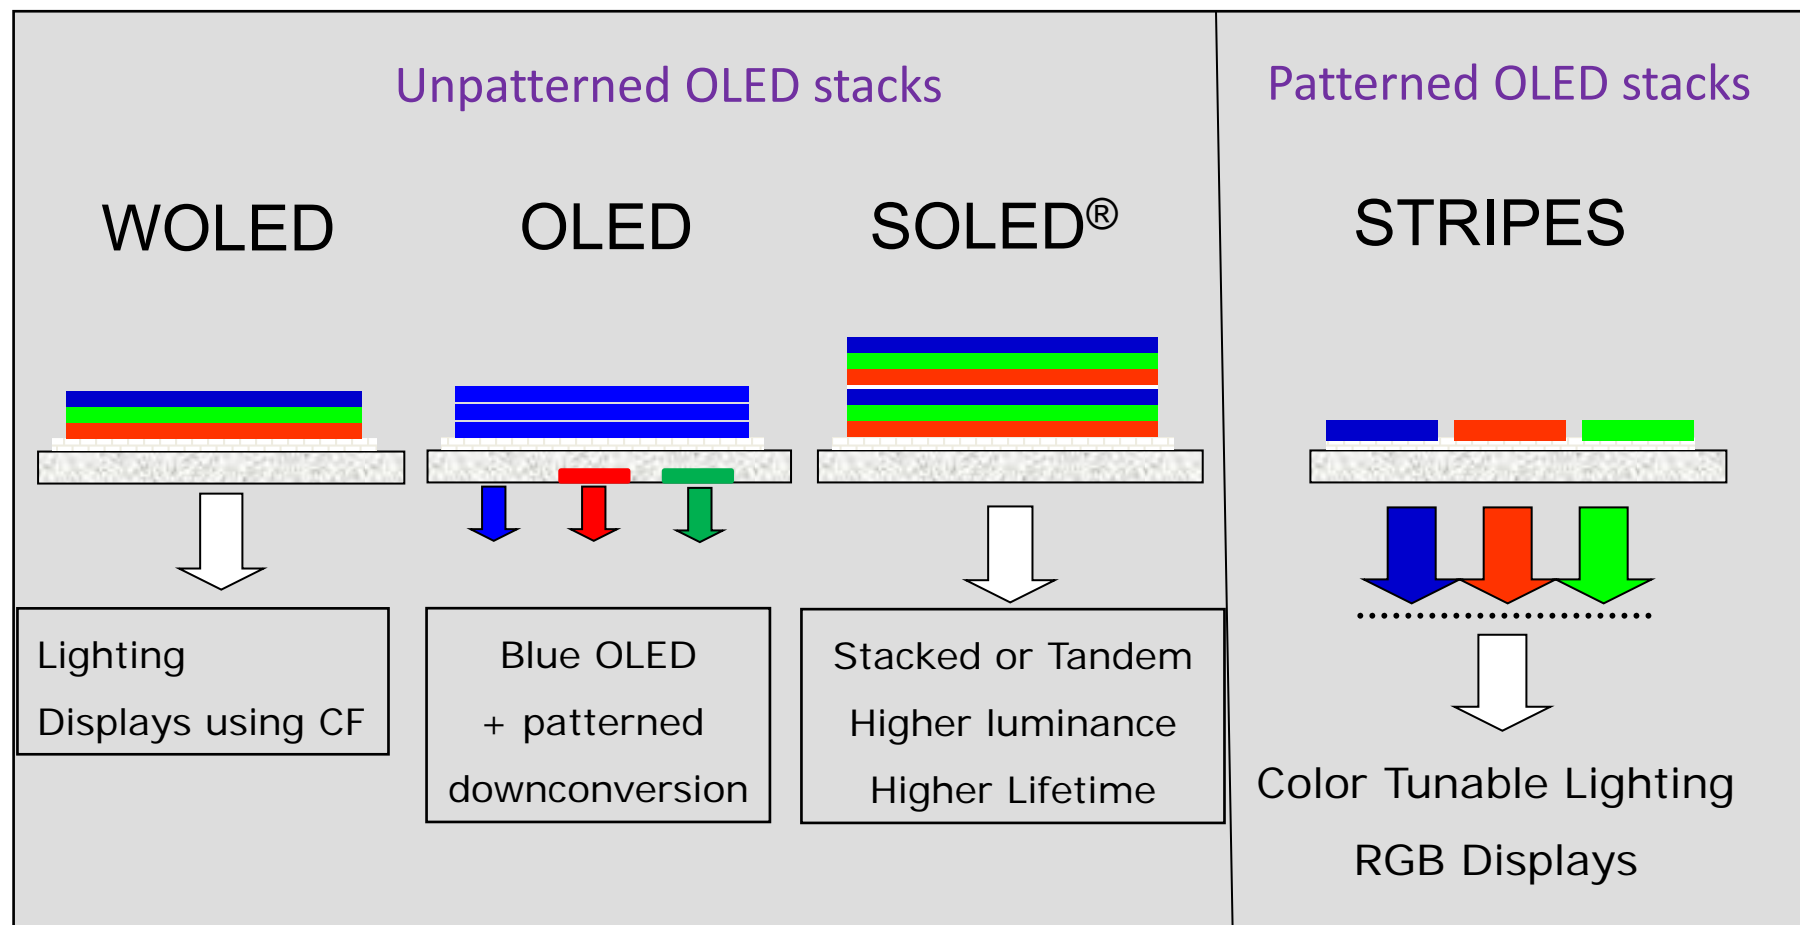 Unpatterned OLED stacks
Patterned OLED stacks
WOLED
OLED
SOLED®
STRIPES
Lighting
Displays using CF
Blue OLED
+ patterned
downconversion
Stacked or Tandem
Higher luminance
Higher Lifetime
Color Tunable Lighting
RGB Displays